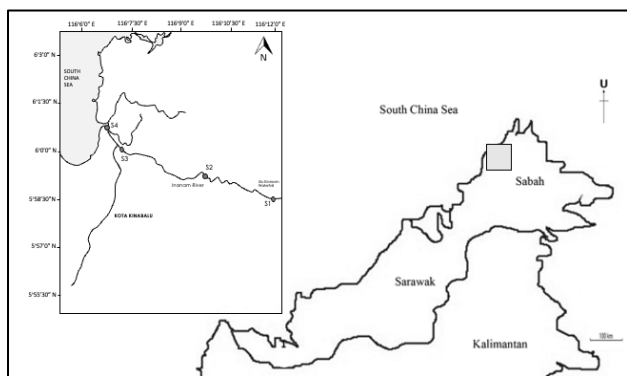 116°6'0" E 116°7'30" E 116°9'0" E 116°10'30" E 116°12'0" E
6°3'0" N
6°1'30" N
6°0'0" N
5°58'30" N
5°57'0" N
5°55'30" N
N
SOUTH
CHINA
SEA
S4
S3
S2
S1
Inanam River
KOTA KINABALU
South China Sea
U
Sabah
Sarawak
Kalimantan
100 km